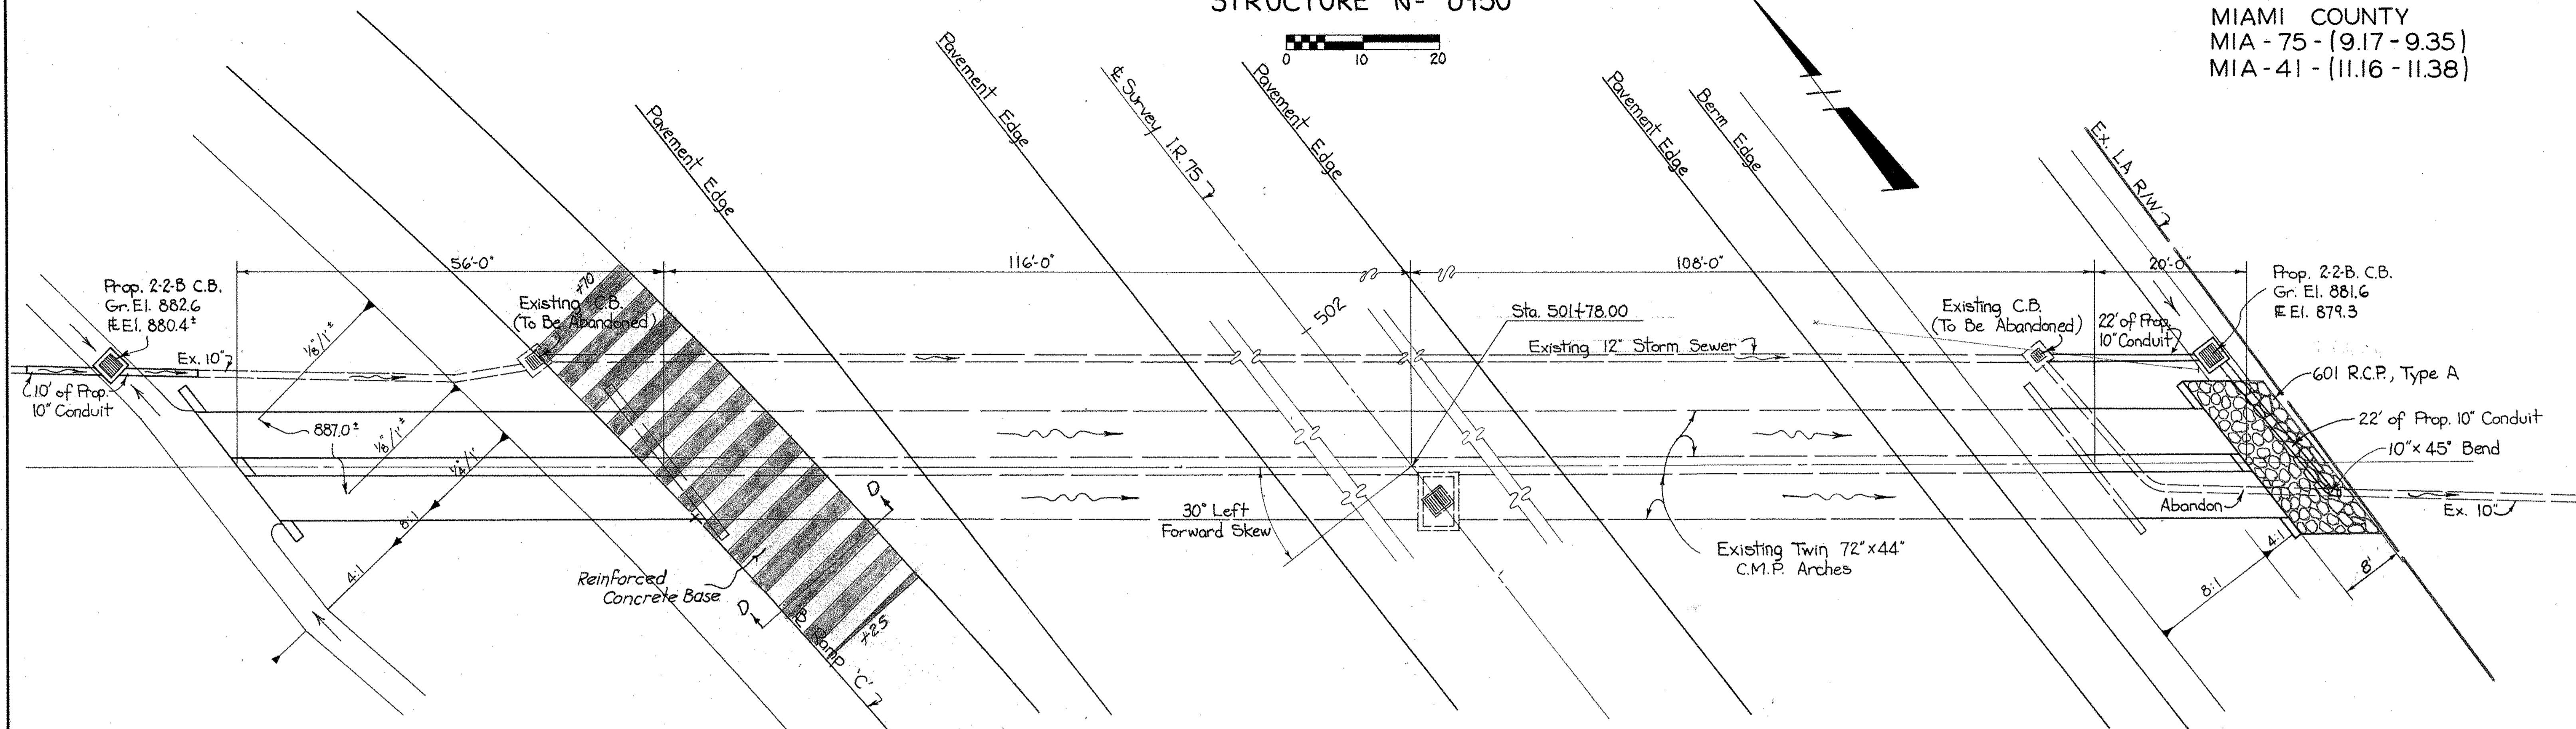 STRUCTURE Nº 0930
0 10 20
MIAMI COUNTY
MIA - 75 - (9.17 - 9.35)
MIA - 41 - (11.16 - 11.38)
Pavement Edge
Pavement Edge
℄ Survey I.R. 75
Pavement Edge
Pavement Edge
Berm Edge
Ex. LA R/W
56'-0"
116'-0"
108'-0"
20'-0"
Prop. 2-2-B C.B.
Gr. El. 882.6
℄ El. 880.4±
Ex. 10"
10' of Prop.
10" Conduit
1/8"/1'±
+70
Existing C.B.
(To Be Abandoned)
502
Sta. 501+78.00
Existing 12" Storm Sewer
Existing C.B.
(To Be Abandoned)
22' of Prop.
10" Conduit
Prop. 2-2-B. C.B.
Gr. El. 881.6
℄ El. 879.3
601 R.C.P., Type A
22' of Prop. 10" Conduit
10" x 45° Bend
887.0±
1/8"/1'±
1/4"/1'
8:1
4:1
Reinforced
Concrete Base
D
D
℄ Ramp 'C'
+25
30° Left
Forward Skew
Existing Twin 72" x 44"
C.M.P. Arches
Abandon
Ex. 10"
4:1
8:1
8'